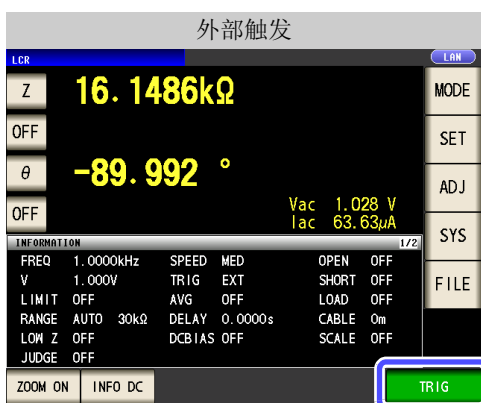 外部触发
LCR
LAN
Z 16.1486kΩ
MODE
OFF
SET
θ -89.992 °
ADJ
OFF
Vac 1.028 V
Iac 63.63μA
SYS
INFORMATION 1/2
FREQ 1.0000kHz SPEED MED OPEN OFF
FILE
V 1.000V TRIG EXT SHORT OFF
LIMIT OFF AVG OFF LOAD OFF
RANGE AUTO 30kΩ DELAY 0.0000s CABLE 0m
LOW Z OFF DCBIAS OFF SCALE OFF
JUDGE OFF
ZOOM ON INFO DC TRIG